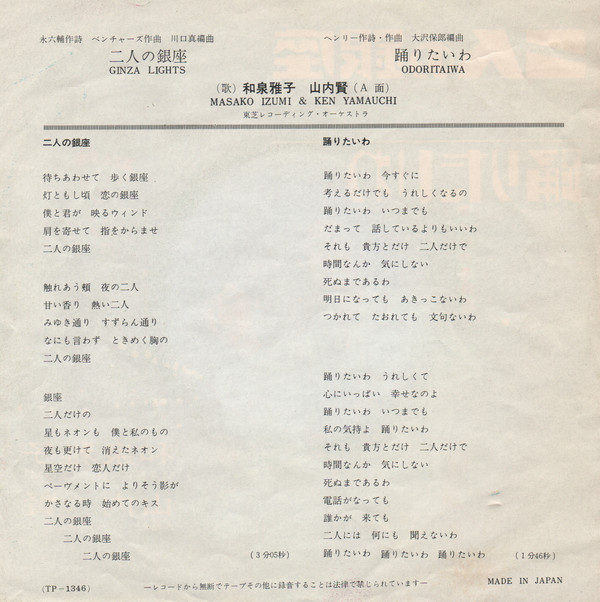 永六輔作詩 ベンチャーズ作曲 川口真編曲
二人の銀座
GINZA LIGHTS
ヘンリー作詩・作曲 大沢保郎編曲
踊りたいわ
ODORITAIWA
(歌) 和泉雅子 山内賢 (A面)
MASAKO IZUMI & KEN YAMAUCHI
東芝レコーディング・オーケストラ
二人の銀座
待ちあわせて 歩く銀座
灯ともし頃 恋の銀座
僕と君が 映るウィンド
肩を寄せて 指をからませ
二人の銀座
触れあう頬 夜の二人
甘い香り 熱い二人
みゆき通り すずらん通り
なにも言わず ときめく胸の
二人の銀座
銀座
二人だけの
星もネオンも 僕と私のもの
夜も更けて 消えたネオン
星空だけ 恋人だけ
ペーヴメントに よりそう影が
かさなる時 始めてのキス
二人の銀座
二人の銀座
二人の銀座
(3分05秒)
踊りたいわ
踊りたいわ 今すぐに
考えるだけでも うれしくなるの
踊りたいわ いつまでも
だまって 話しているよりもいいわ
それも 貴方とだけ 二人だけで
時間なんか 気にしない
死ぬまであるわ
明日になっても あきっこないわ
つかれて たおれても 文句ないわ
踊りたいわ うれしくて
心にいっぱい 幸せなのよ
踊りたいわ いつまでも
私の気持よ 踊りたいわ
それも 貴方とだけ 二人だけで
時間なんか 気にしない
死ぬまであるわ
電話がなっても
誰かが 来ても
二人には 何にも 聞えないわ
踊りたいわ 踊りたいわ 踊りたいわ
(1分46秒)
(TP-1346)
—レコードから無断でテープその他に録音することは法律で禁じられています—
MADE IN JAPAN